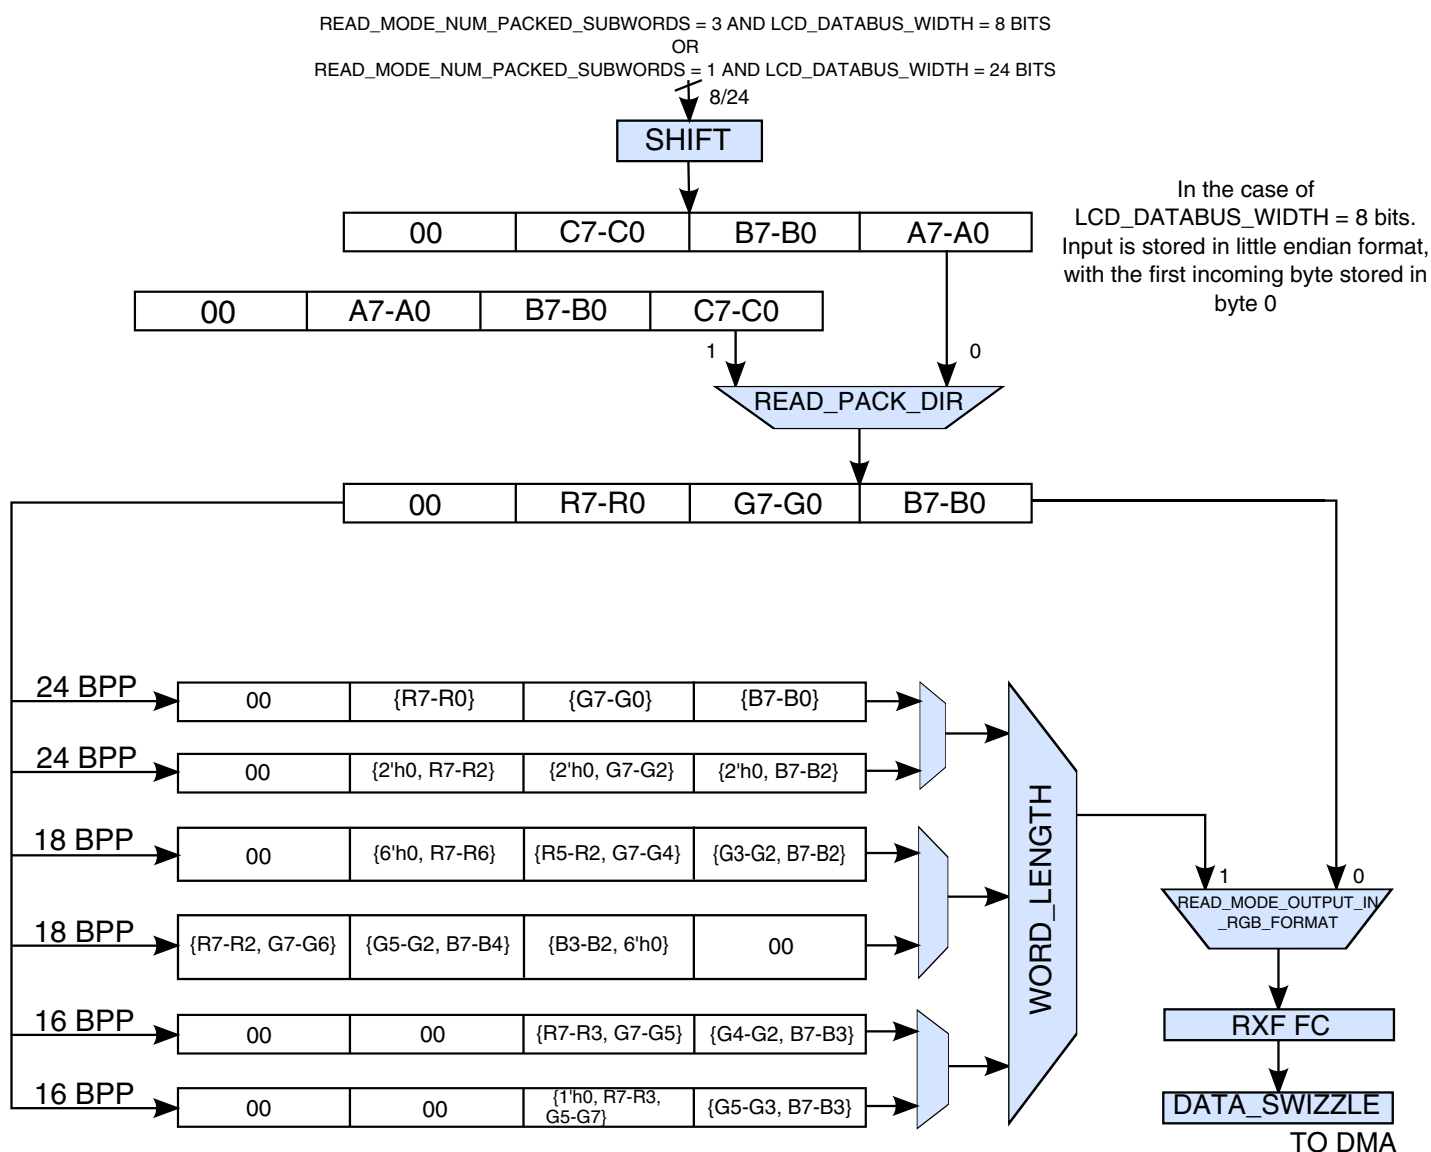 READ_MODE_NUM_PACKED_SUBWORDS = 3 AND LCD_DATABUS_WIDTH = 8 BITS
OR
READ_MODE_NUM_PACKED_SUBWORDS = 1 AND LCD_DATABUS_WIDTH = 24 BITS
8/24
SHIFT
In the case of
LCD_DATABUS_WIDTH = 8 bits.
Input is stored in little endian format,
with the first incoming byte stored in
byte 0
00 C7-C0 B7-B0 A7-A0
00 A7-A0 B7-B0 C7-C0
1 0
READ_PACK_DIR
00 R7-R0 G7-G0 B7-B0
24 BPP 00 {R7-R0} {G7-G0} {B7-B0}
24 BPP 00 {2'h0, R7-R2} {2'h0, G7-G2} {2'h0, B7-B2}
18 BPP 00 {6'h0, R7-R6} {R5-R2, G7-G4} {G3-G2, B7-B2}
18 BPP {R7-R2, G7-G6} {G5-G2, B7-B4} {B3-B2, 6'h0} 00
16 BPP 00 00 {R7-R3, G7-G5} {G4-G2, B7-B3}
16 BPP 00 00 {1'h0, R7-R3,
G5-G7} {G5-G3, B7-B3}
WORD_LENGTH
1 0
READ_MODE_OUTPUT_IN
_RGB_FORMAT
RXF FC
DATA_SWIZZLE
TO DMA